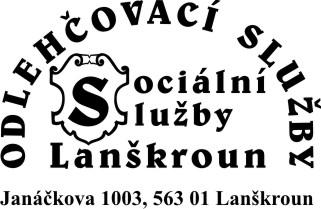 ODLEHČOVACÍ SLUŽBY
Sociální
služby
Lanškroun
Janáčkova 1003, 563 01 Lanškroun